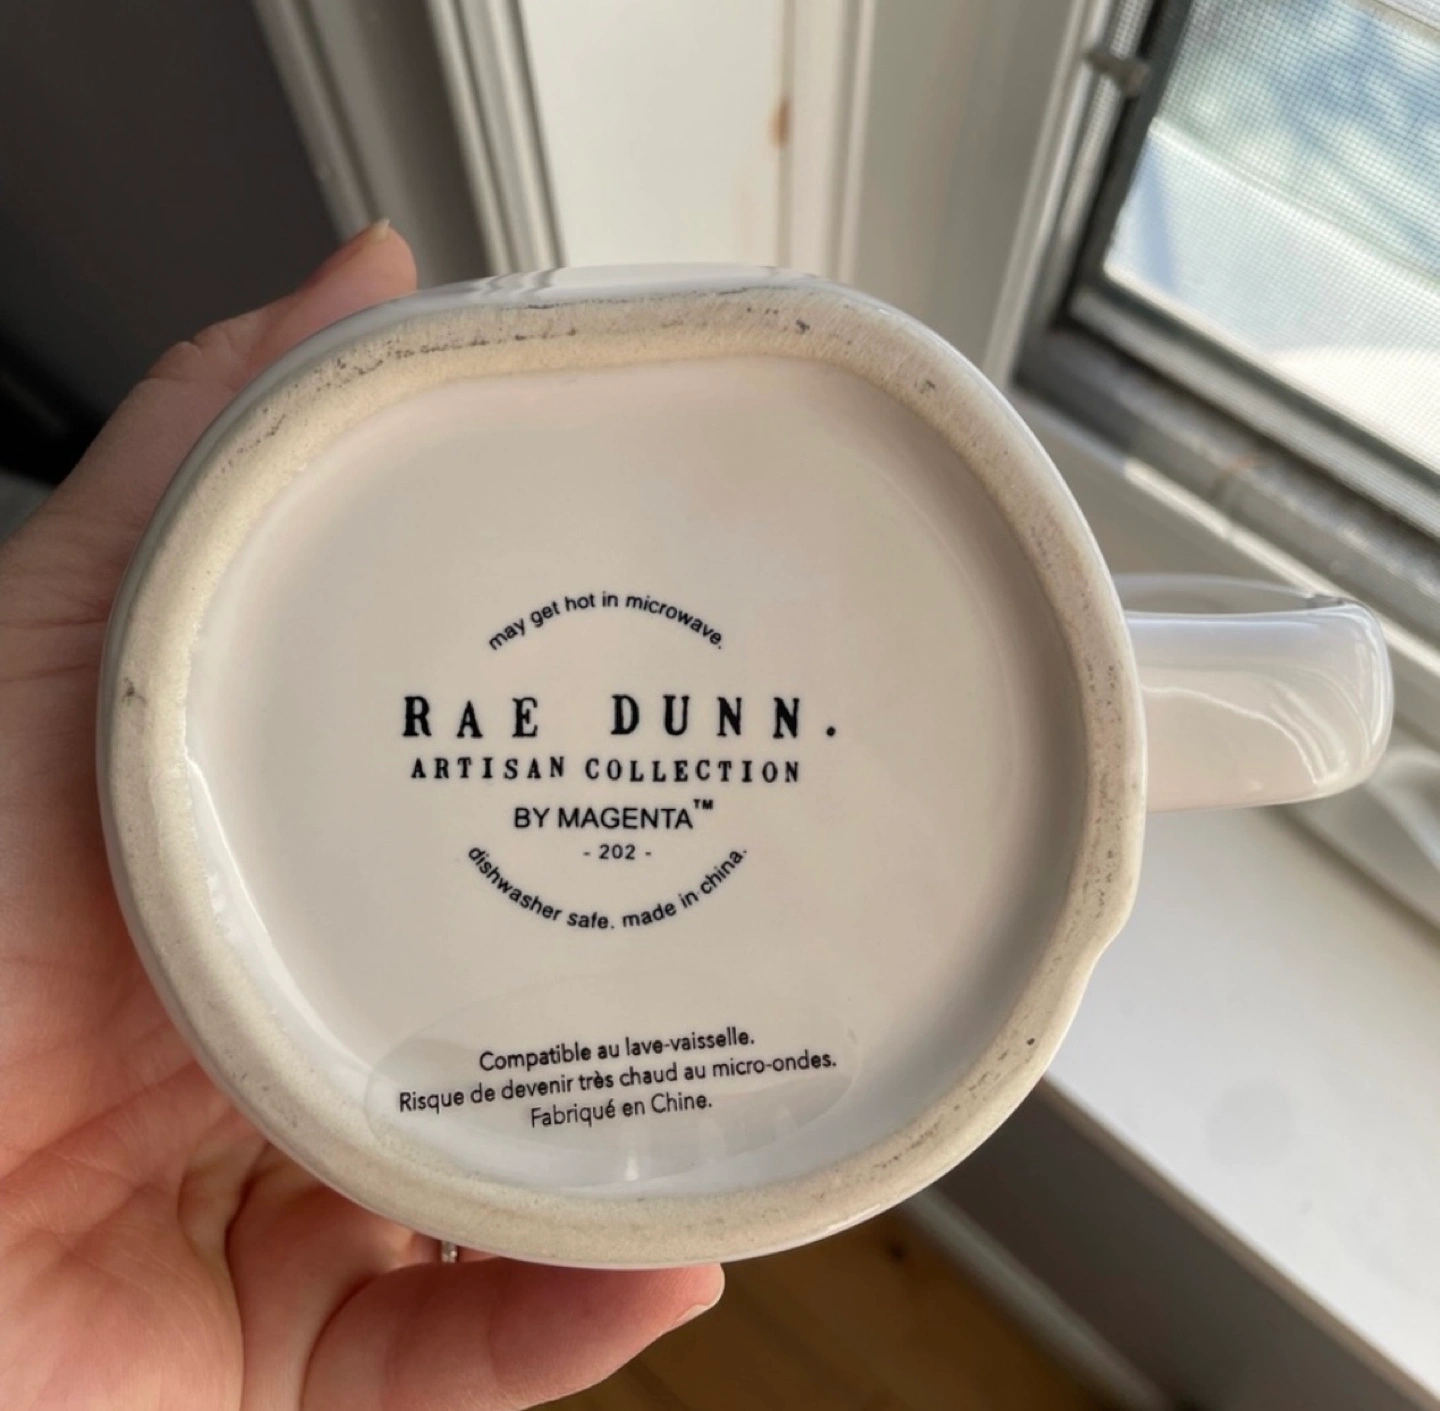 may get hot in microwave.
RAE DUNN.
ARTISAN COLLECTION
BY MAGENTA™
- 202 -
dishwasher safe. made in china.
Compatible au lave-vaisselle.
Risque de devenir très chaud au micro-ondes.
Fabriqué en Chine.